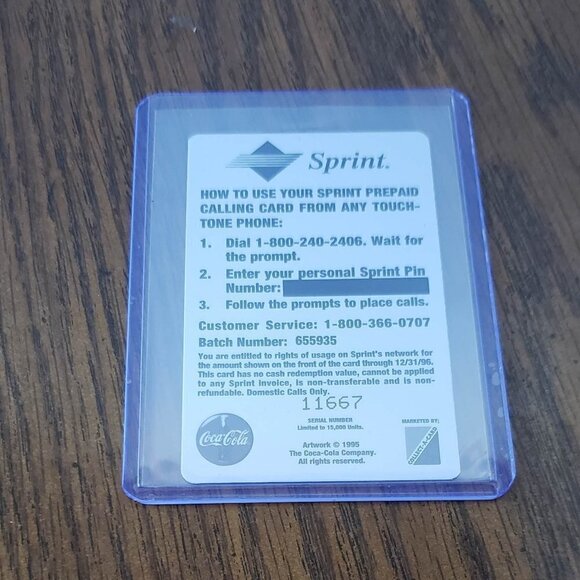 Sprint.
HOW TO USE YOUR SPRINT PREPAID
CALLING CARD FROM ANY TOUCH-
TONE PHONE:
1. Dial 1-800-240-2406. Wait for
the prompt.
2. Enter your personal Sprint Pin
Number:
3. Follow the prompts to place calls.
Customer Service: 1-800-366-0707
Batch Number: 655935
You are entitled to rights of usage on Sprint's network for
the amount shown on the front of the card through 12/31/96.
This card has no cash redemption value, cannot be applied
to any Sprint invoice, is non-transferable and is non-
refundable. Domestic Calls Only.
11667
SERIAL NUMBER
Limited to 15,000 Units.
Coca-Cola
Artwork © 1995
The Coca-Cola Company.
All rights reserved.
MARKETED BY:
COLLECT-A-CARD